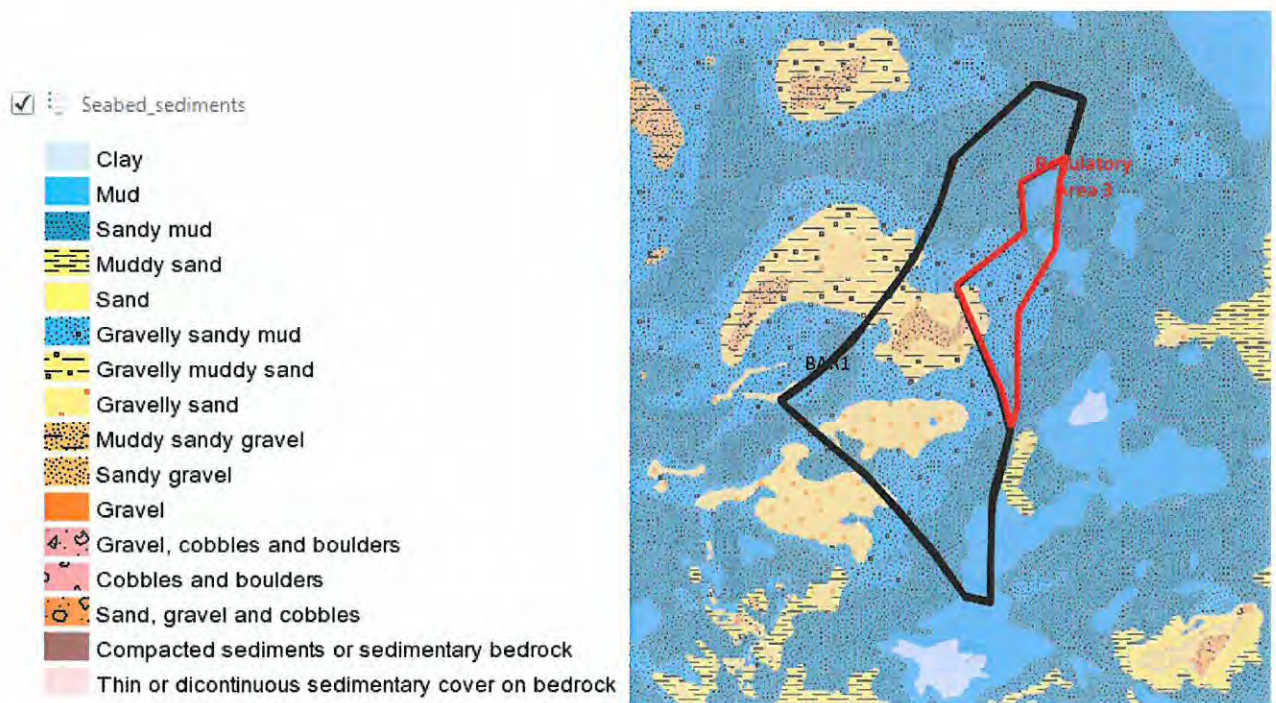 Seabed_sediments
Clay
Mud
Sandy mud
Muddy sand
Sand
Gravelly sandy mud
Gravelly muddy sand
Gravelly sand
Muddy sandy gravel
Sandy gravel
Gravel
Gravel, cobbles and boulders
Cobbles and boulders
Sand, gravel and cobbles
Compacted sediments or sedimentary bedrock
Thin or dicontinuous sedimentary cover on bedrock
Regulatory
Area 3
BAR1